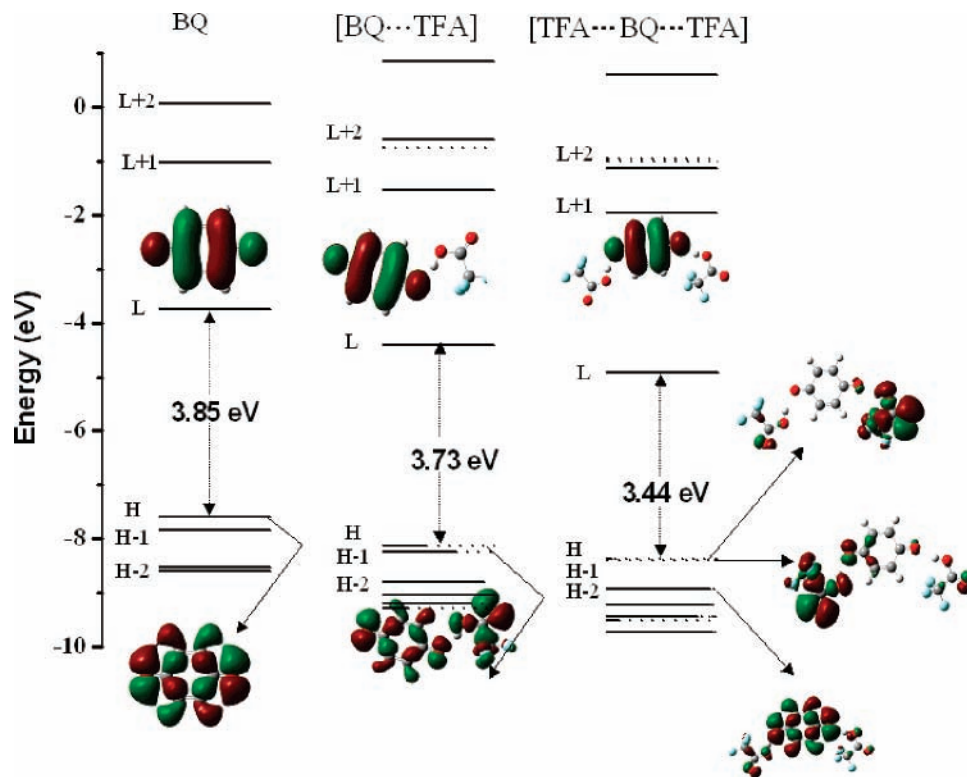 BQ [BQ···TFA] [TFA---BQ---TFA]
Energy (eV)
0
-2
-4
-6
-8
-10
L+2
L+1
L
3.85 eV
H
H-1
H-2
L+2
L+1
L
3.73 eV
H
H-1
H-2
L+2
L+1
L
3.44 eV
H
H-1
H-2